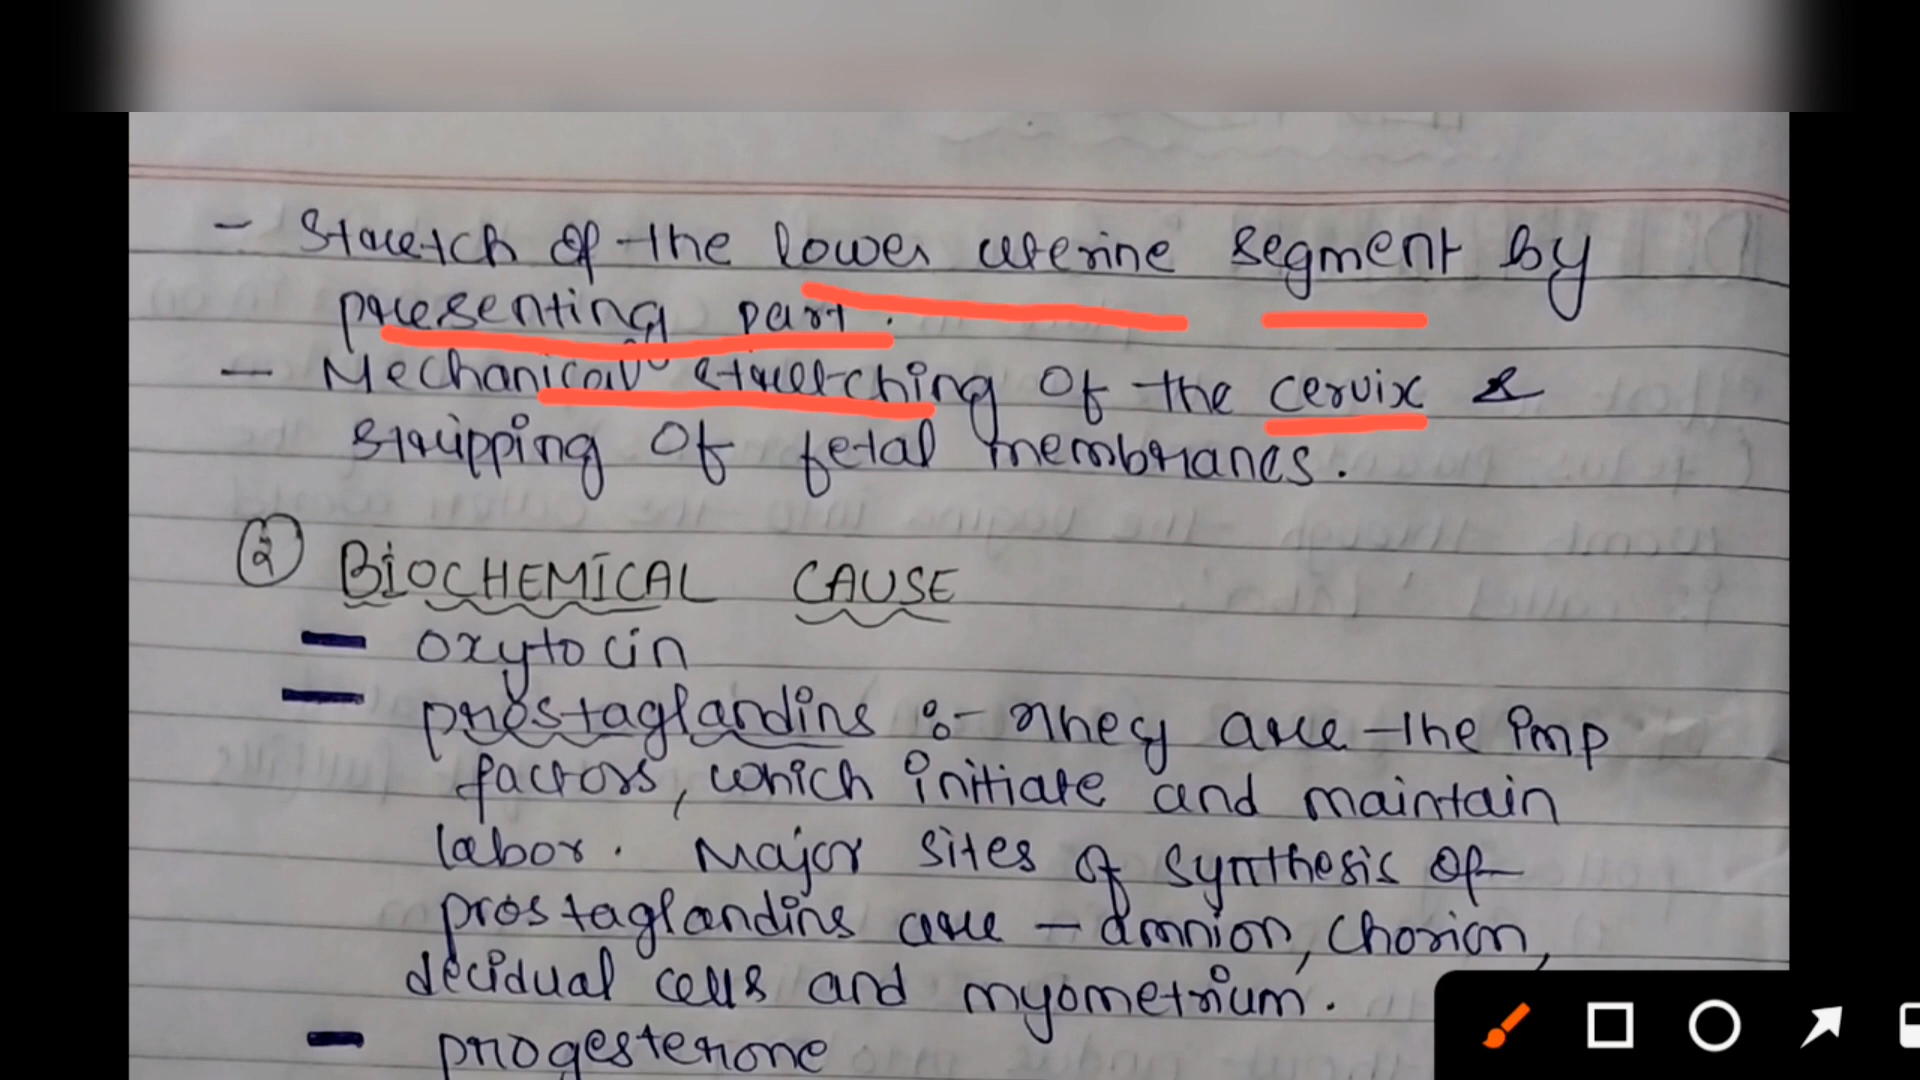 - Stretch of the lower uterine segment by
presenting part.
- Mechanical stretching of the cervix &
stripping of fetal membranes.
② BIOCHEMICAL CAUSE
- oxytocin
- prostaglandins :- They are the imp
factors, which initiate and maintain
labor. Major sites of synthesis of
prostaglandins are - amnion, chorion,
decidual cells and myometrium.
- progesterone